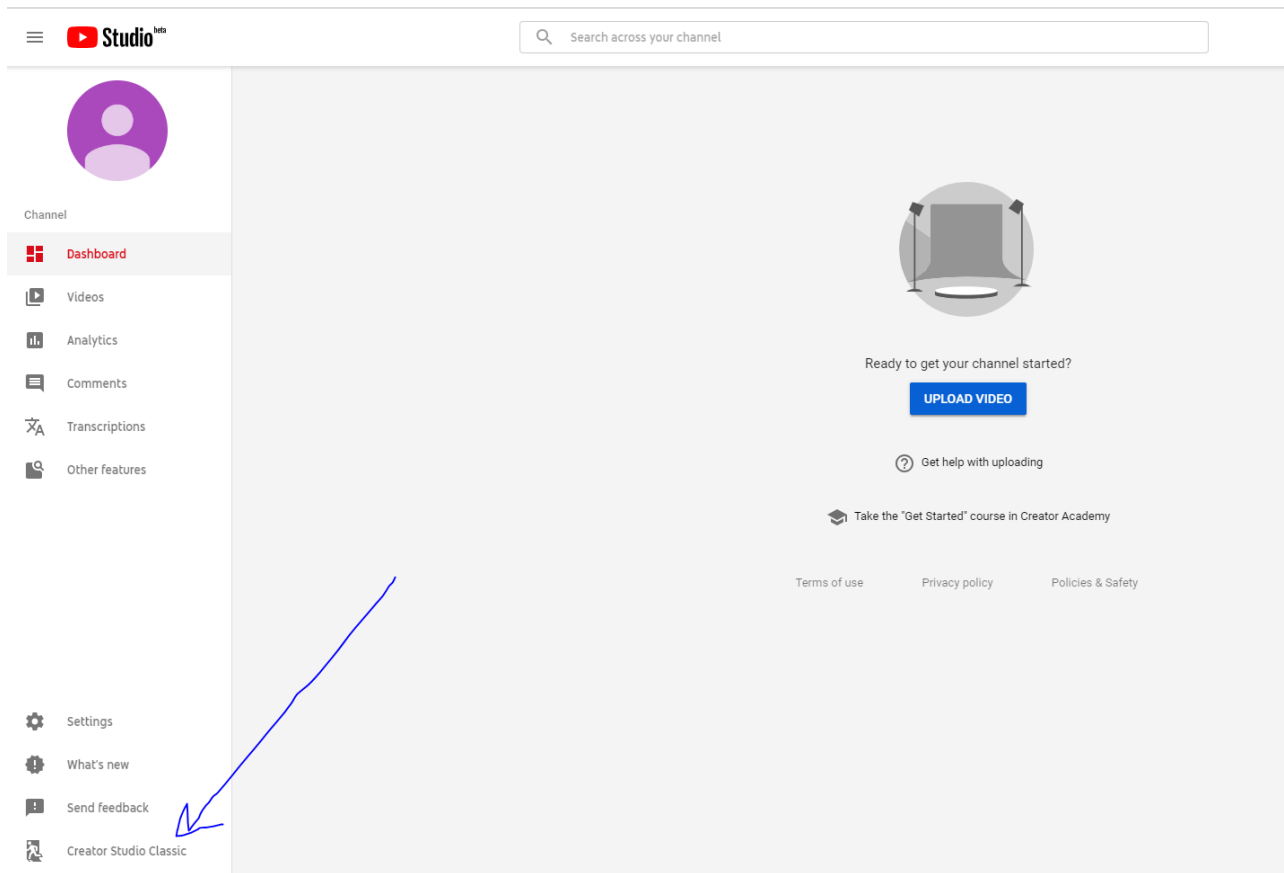 Studio beta
Search across your channel
Channel
Dashboard
Videos
Analytics
Comments
Transcriptions
Other features
Ready to get your channel started?
UPLOAD VIDEO
Get help with uploading
Take the "Get Started" course in Creator Academy
Terms of use Privacy policy Policies & Safety
Settings
What's new
Send feedback
Creator Studio Classic